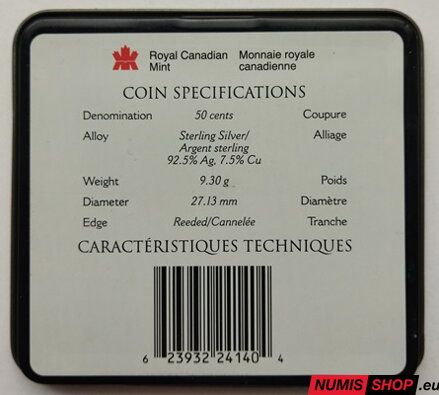 Royal Canadian Mint
Monnaie royale canadienne
COIN SPECIFICATIONS
Denomination 50 cents Coupure
Alloy Sterling Silver/ Alliage
Argent sterling
92.5% Ag, 7.5% Cu
Weight 9.30 g Poids
Diameter 27.13 mm Diamètre
Edge Reeded/Cannelée Tranche
CARACTÉRISTIQUES TECHNIQUES
6 23932 24140 4
NUMIS SHOP.eu